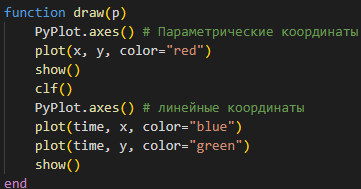 function draw(p)
PyPlot.axes() # Параметрические координаты
plot(x, y, color="red")
show()
clf()
PyPlot.axes() # линейные координаты
plot(time, x, color="blue")
plot(time, y, color="green")
show()
end